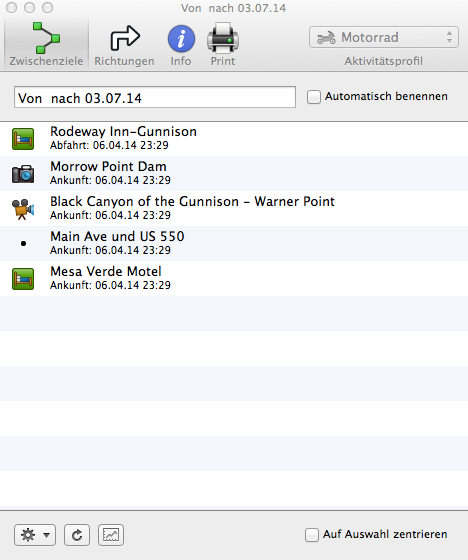 Von nach 03.07.14
Zwischenziele
Richtungen
Info
Print
Motorrad
Aktivitätsprofil
Von nach 03.07.14
Automatisch benennen
Rodeway Inn-Gunnison
Abfahrt: 06.04.14 23:29
Morrow Point Dam
Ankunft: 06.04.14 23:29
Black Canyon of the Gunnison - Warner Point
Ankunft: 06.04.14 23:29
Main Ave und US 550
Ankunft: 06.04.14 23:29
Mesa Verde Motel
Ankunft: 06.04.14 23:29
Auf Auswahl zentrieren